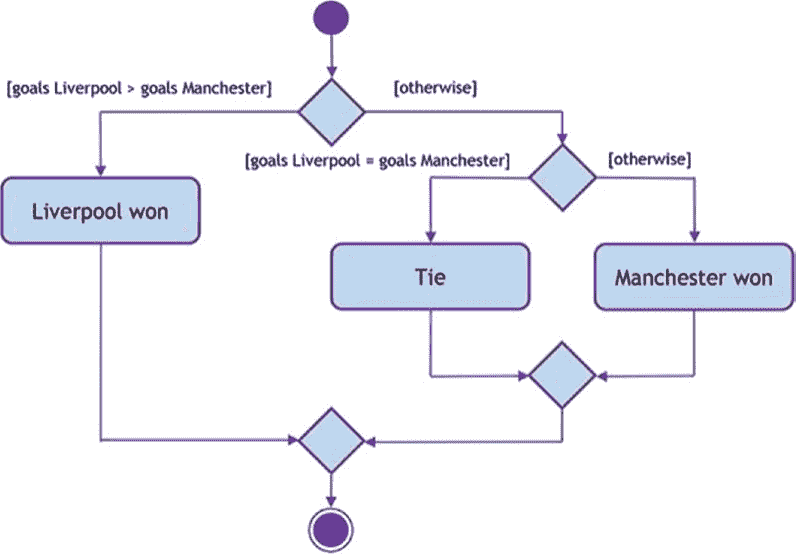 [goals Liverpool > goals Manchester]
[otherwise]
[goals Liverpool = goals Manchester]
[otherwise]
Liverpool won
Tie
Manchester won